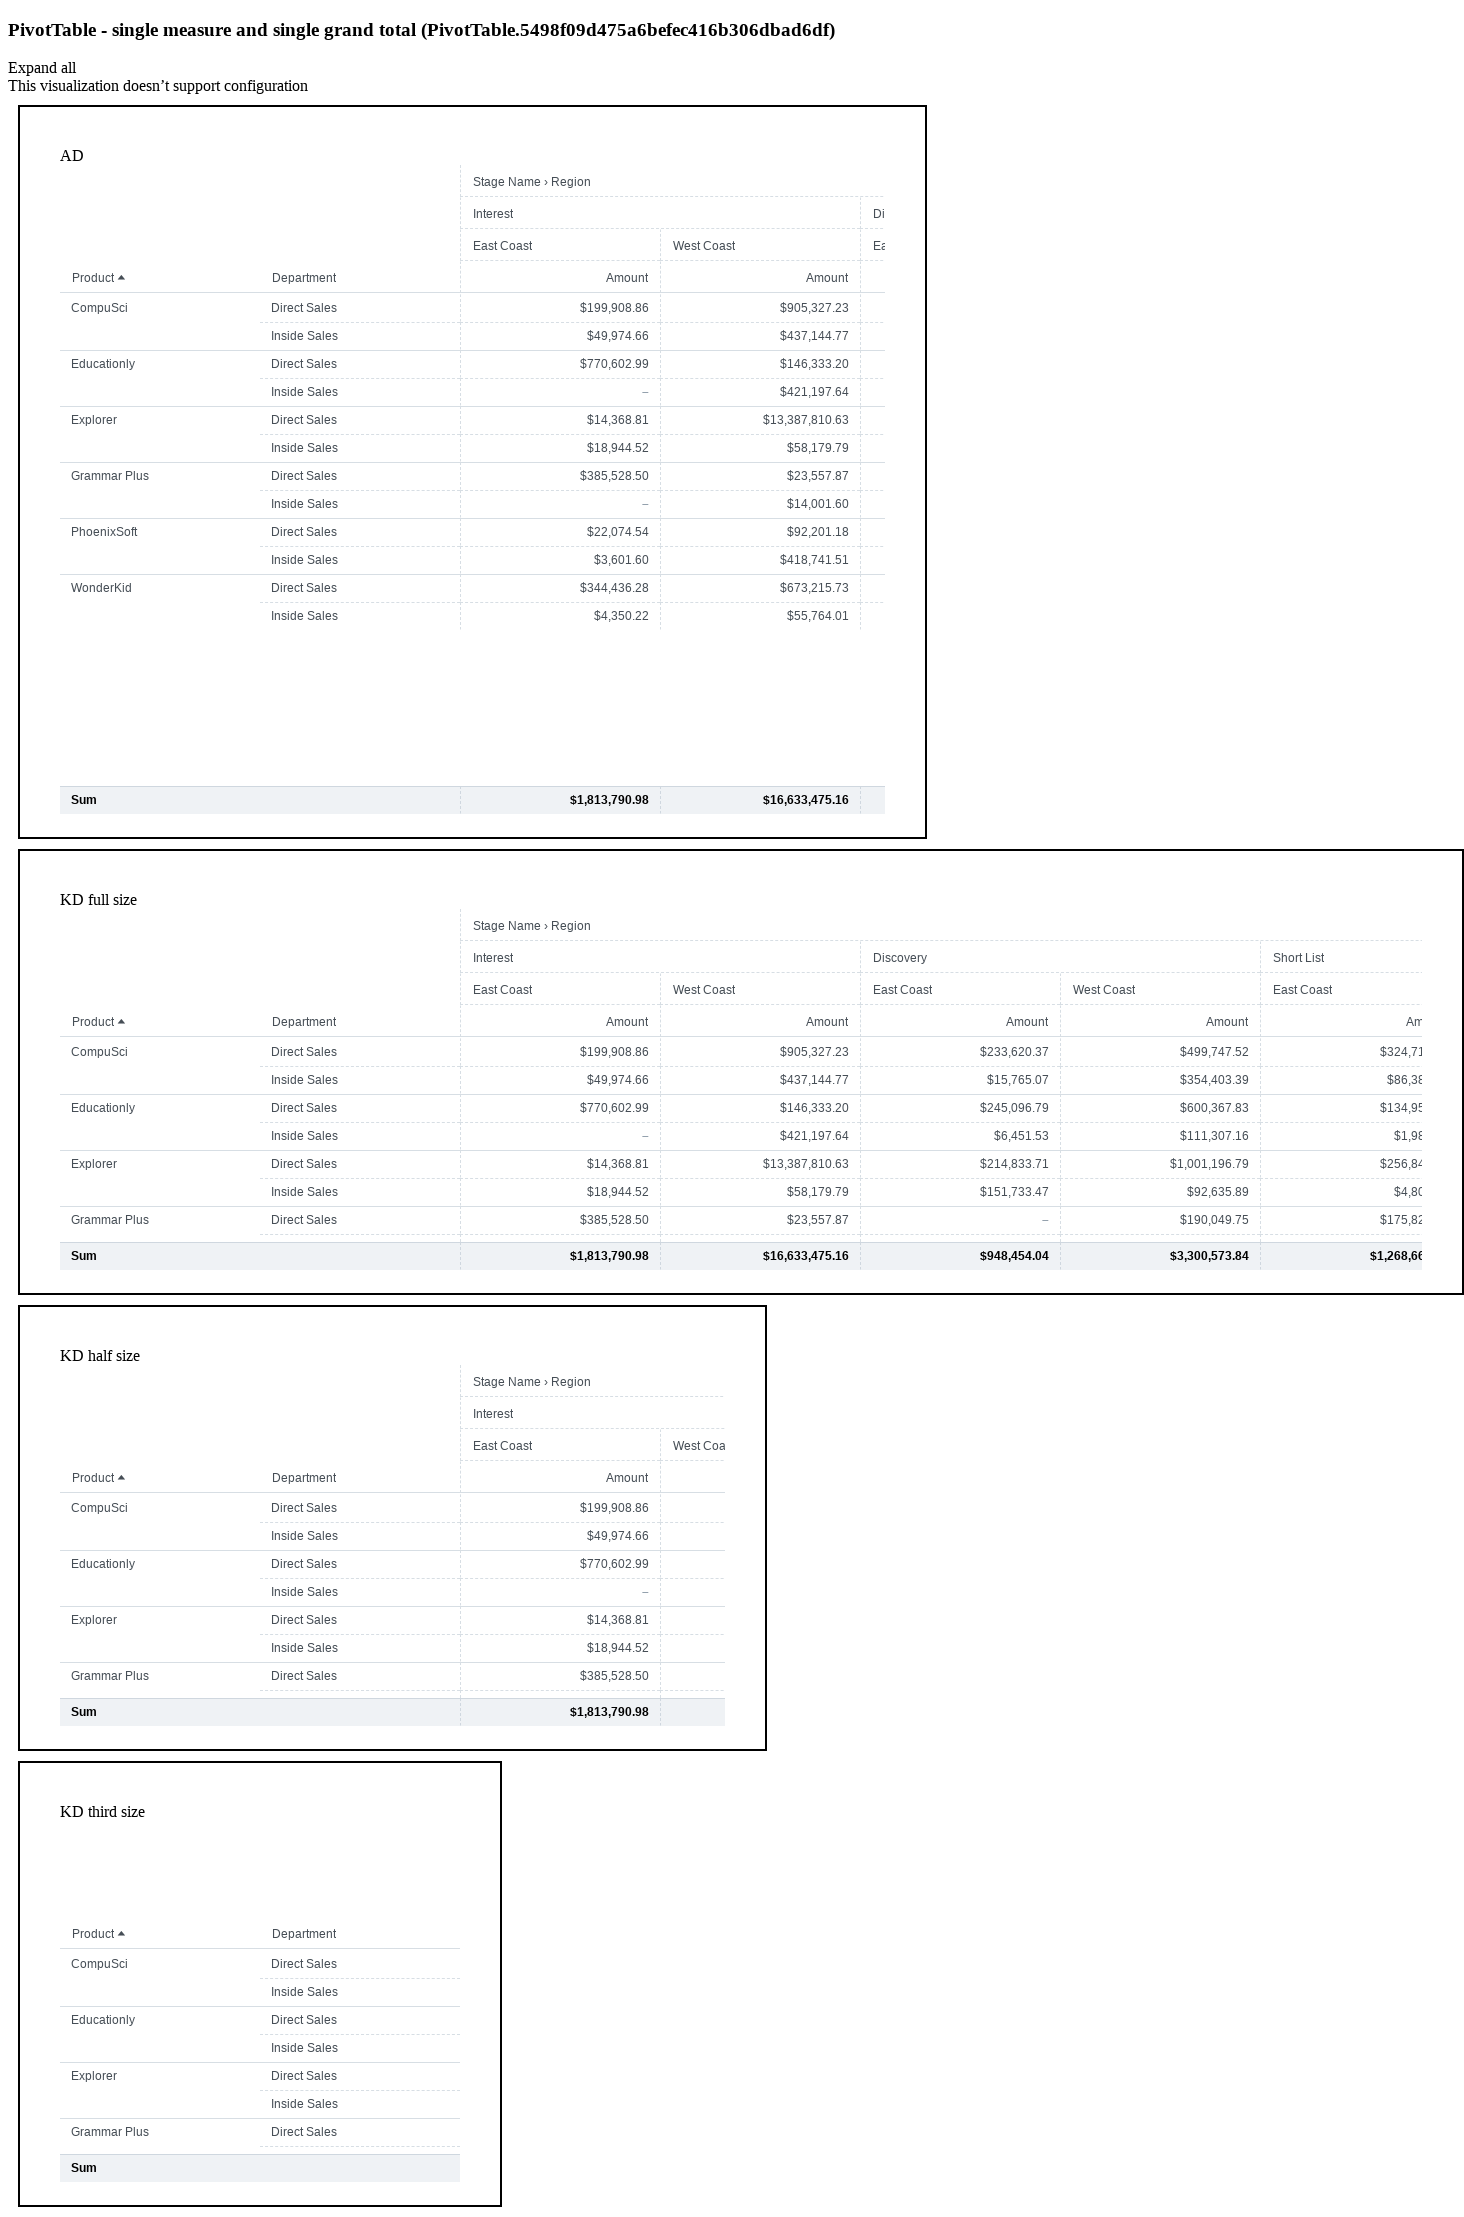 PivotTable - single measure and single grand total (PivotTable.5498f09d475a6befec416b306dbad6df)
Expand all
This visualization doesn’t support configuration
AD
Stage Name › Region
Interest Di
East Coast West Coast Ea
Product Department Amount Amount
CompuSci Direct Sales $199,908.86 $905,327.23
Inside Sales $49,974.66 $437,144.77
Educationly Direct Sales $770,602.99 $146,333.20
Inside Sales – $421,197.64
Explorer Direct Sales $14,368.81 $13,387,810.63
Inside Sales $18,944.52 $58,179.79
Grammar Plus Direct Sales $385,528.50 $23,557.87
Inside Sales – $14,001.60
PhoenixSoft Direct Sales $22,074.54 $92,201.18
Inside Sales $3,601.60 $418,741.51
WonderKid Direct Sales $344,436.28 $673,215.73
Inside Sales $4,350.22 $55,764.01
Sum $1,813,790.98 $16,633,475.16
KD full size
Stage Name › Region
Interest Discovery Short List
East Coast West Coast East Coast West Coast East Coast
Product Department Amount Amount Amount Amount Am
CompuSci Direct Sales $199,908.86 $905,327.23 $233,620.37 $499,747.52 $324,71
Inside Sales $49,974.66 $437,144.77 $15,765.07 $354,403.39 $86,38
Educationly Direct Sales $770,602.99 $146,333.20 $245,096.79 $600,367.83 $134,95
Inside Sales – $421,197.64 $6,451.53 $111,307.16 $1,98
Explorer Direct Sales $14,368.81 $13,387,810.63 $214,833.71 $1,001,196.79 $256,84
Inside Sales $18,944.52 $58,179.79 $151,733.47 $92,635.89 $4,80
Grammar Plus Direct Sales $385,528.50 $23,557.87 – $190,049.75 $175,82
Sum $1,813,790.98 $16,633,475.16 $948,454.04 $3,300,573.84 $1,268,66
KD half size
Stage Name › Region
Interest
East Coast West Coa
Product Department Amount
CompuSci Direct Sales $199,908.86
Inside Sales $49,974.66
Educationly Direct Sales $770,602.99
Inside Sales –
Explorer Direct Sales $14,368.81
Inside Sales $18,944.52
Grammar Plus Direct Sales $385,528.50
Sum $1,813,790.98
KD third size
Product Department
CompuSci Direct Sales
Inside Sales
Educationly Direct Sales
Inside Sales
Explorer Direct Sales
Inside Sales
Grammar Plus Direct Sales
Sum